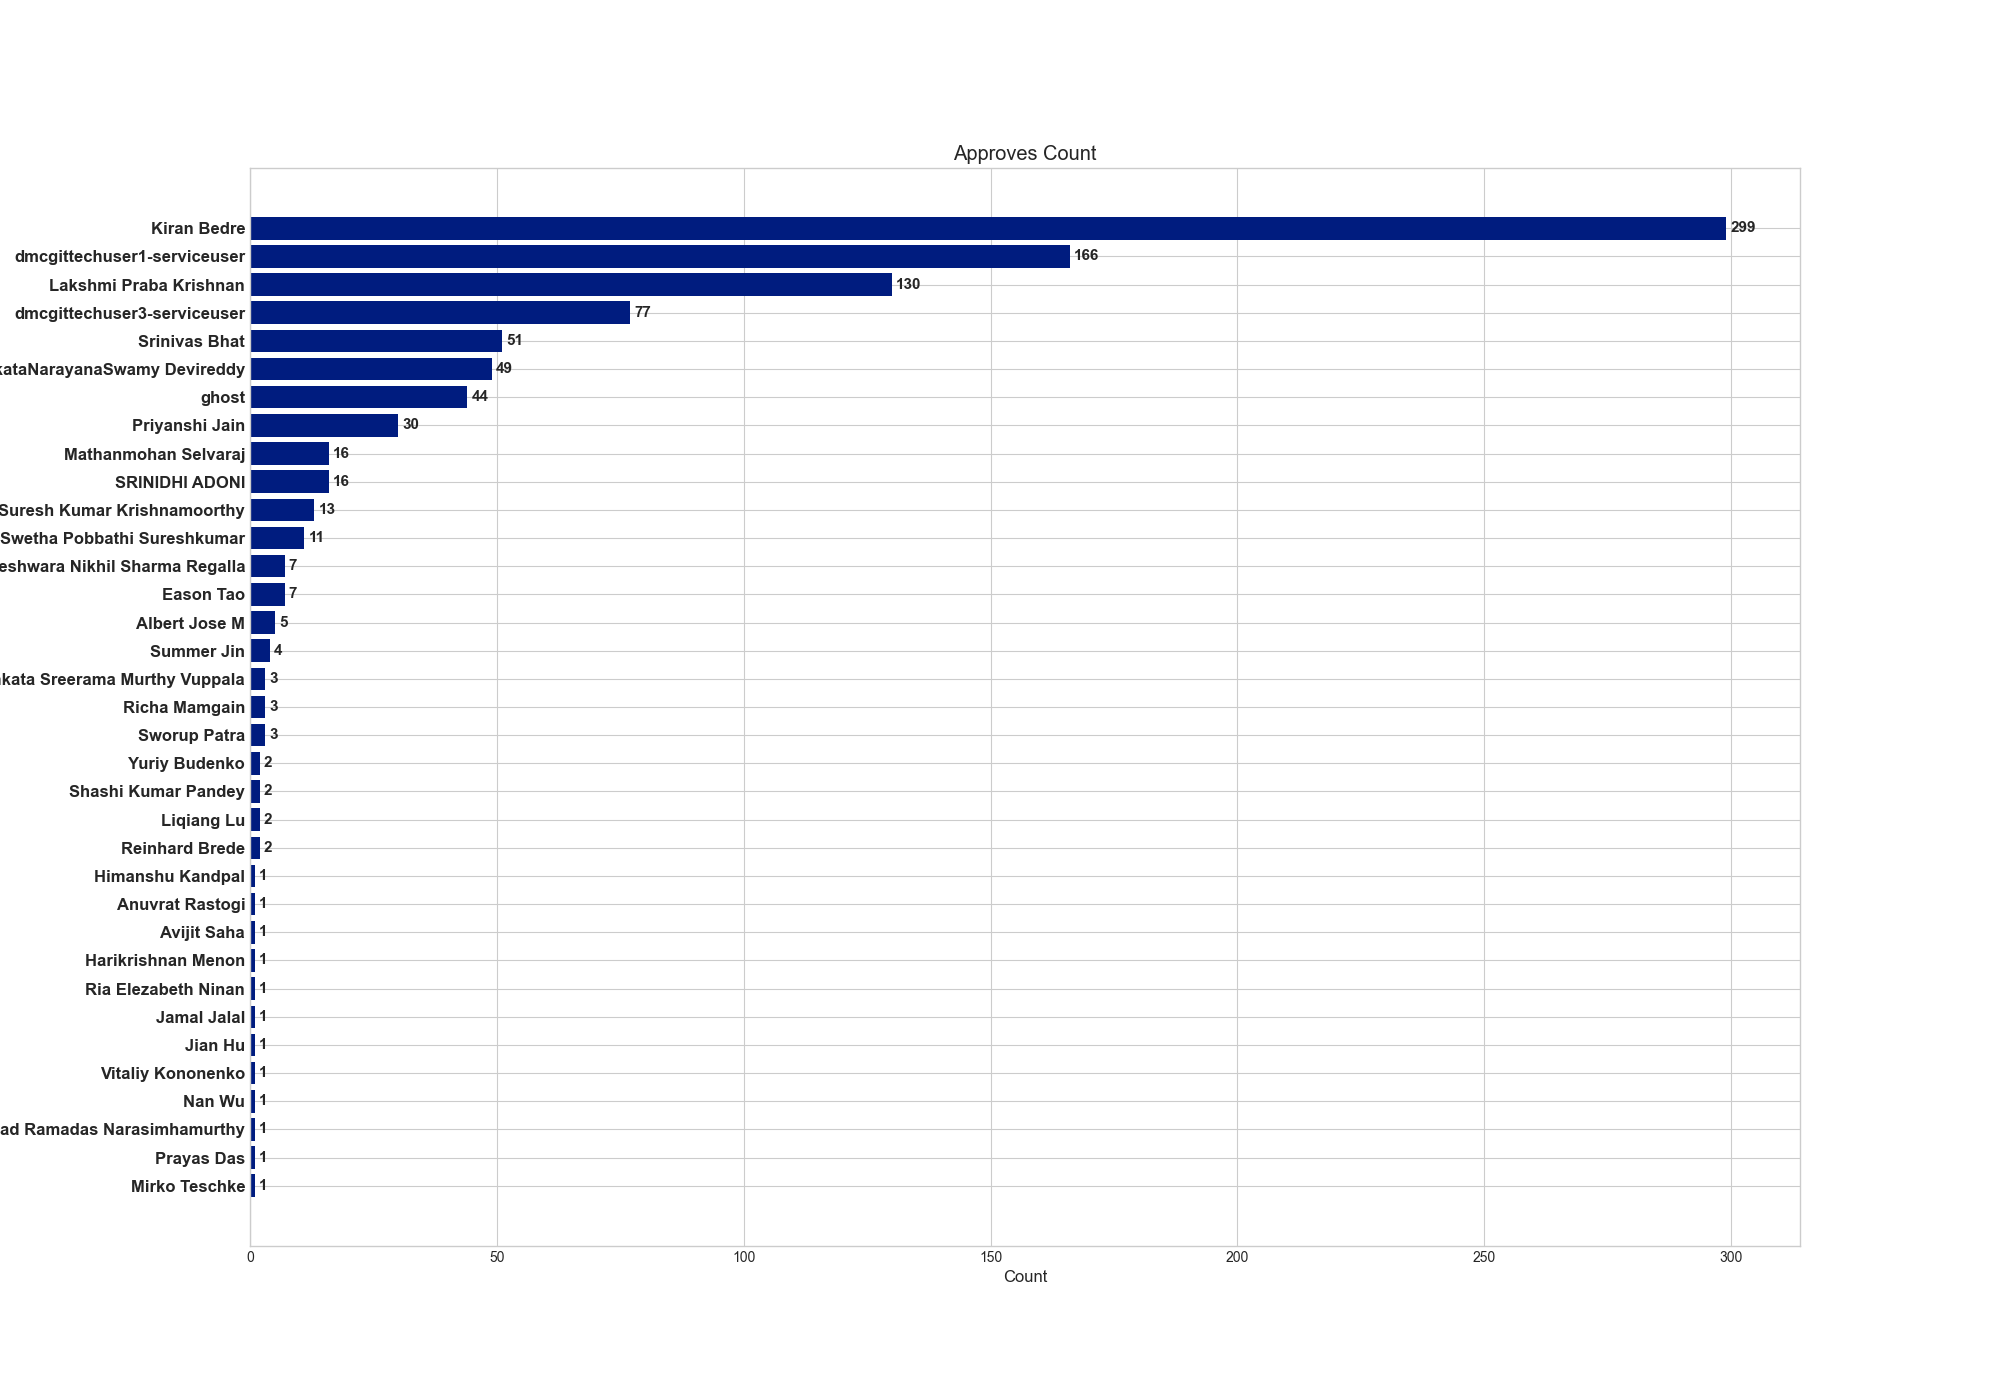 Approves Count
Kiran Bedre 299
dmcgittechuser1-serviceuser 166
Lakshmi Praba Krishnan 130
dmcgittechuser3-serviceuser 77
Srinivas Bhat 51
kataNarayanaSwamy Devireddy 49
ghost 44
Priyanshi Jain 30
Mathanmohan Selvaraj 16
SRINIDHI ADONI 16
Suresh Kumar Krishnamoorthy 13
Swetha Pobbathi Sureshkumar 11
eshwara Nikhil Sharma Regalla 7
Eason Tao 7
Albert Jose M 5
Summer Jin 4
kata Sreerama Murthy Vuppala 3
Richa Mamgain 3
Sworup Patra 3
Yuriy Budenko 2
Shashi Kumar Pandey 2
Liqiang Lu 2
Reinhard Brede 2
Himanshu Kandpal 1
Anuvrat Rastogi 1
Avijit Saha 1
Harikrishnan Menon 1
Ria Elezabeth Ninan 1
Jamal Jalal 1
Jian Hu 1
Vitaliy Kononenko 1
Nan Wu 1
ad Ramadas Narasimhamurthy 1
Prayas Das 1
Mirko Teschke 1
0 50 100 150 200 250 300
Count